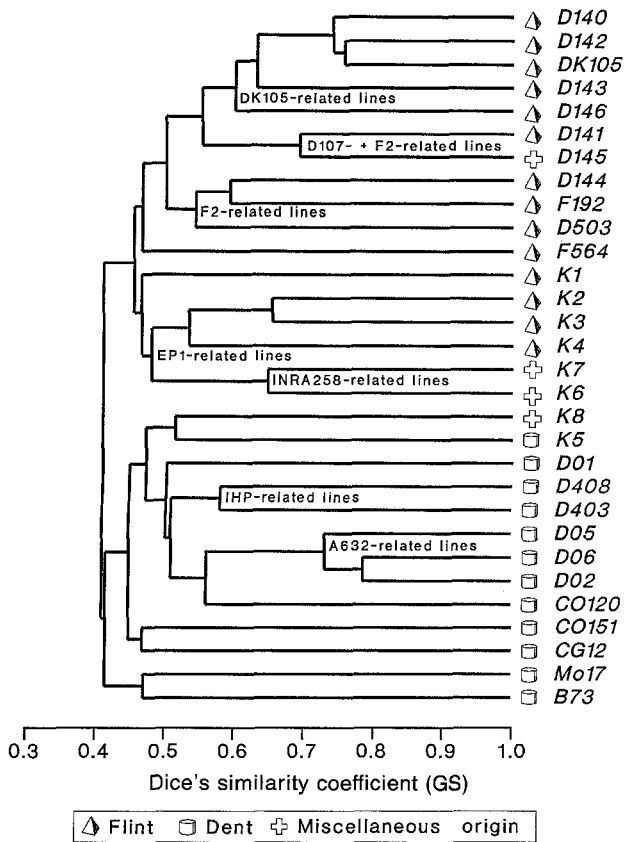 D140
D142
DK105
D143
DK105-related lines
D146
D141
D107- + F2-related lines
D145
D144
F192
F2-related lines
D503
F564
K1
K2
K3
K4
EP1-related lines
K7
INRA258-related lines
K6
K8
K5
D01
D408
IHP-related lines
D403
D05
A632-related lines
D06
D02
CO120
CO151
CG12
Mo17
B73
0.3 0.4 0.5 0.6 0.7 0.8 0.9 1.0
Dice's similarity coefficient (GS)
Flint Dent Miscellaneous origin